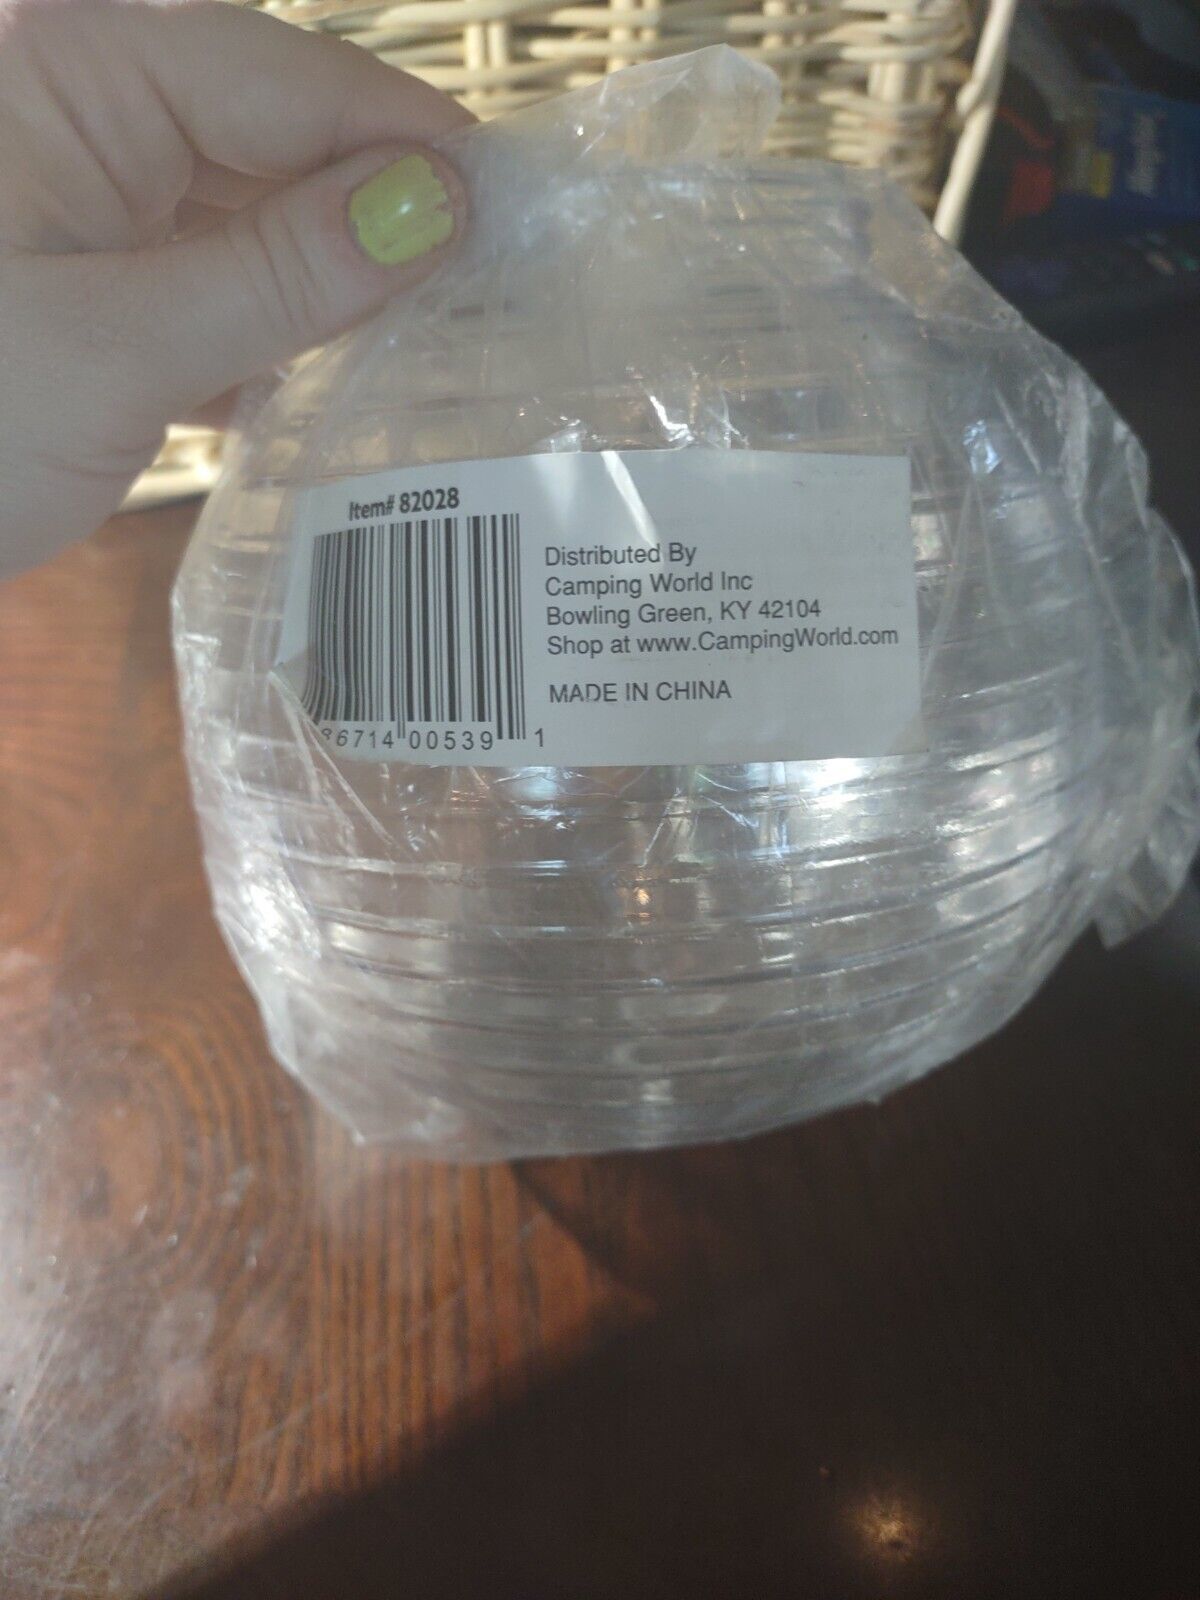 Item# 82028
Distributed By
Camping World Inc
Bowling Green, KY 42104
Shop at www.CampingWorld.com
MADE IN CHINA
86714 00539 1